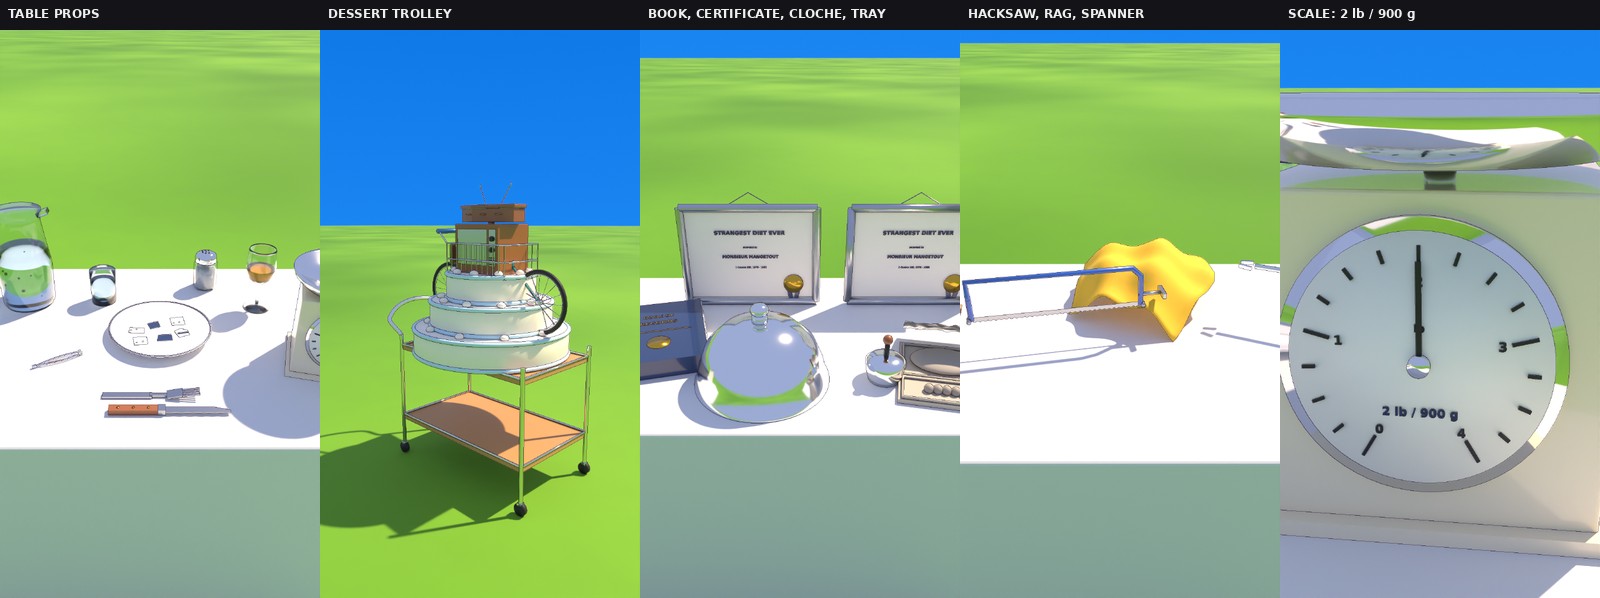 TABLE PROPS
DESSERT TROLLEY
BOOK, CERTIFICATE, CLOCHE, TRAY
HACKSAW, RAG, SPANNER
SCALE: 2 lb / 900 g
STRANGEST DIET EVER
MONSIEUR MANGETOUT
STRANGEST DIET EVER
MONSIEUR MANGETOUT
1
3
2 lb / 900 g
0
4